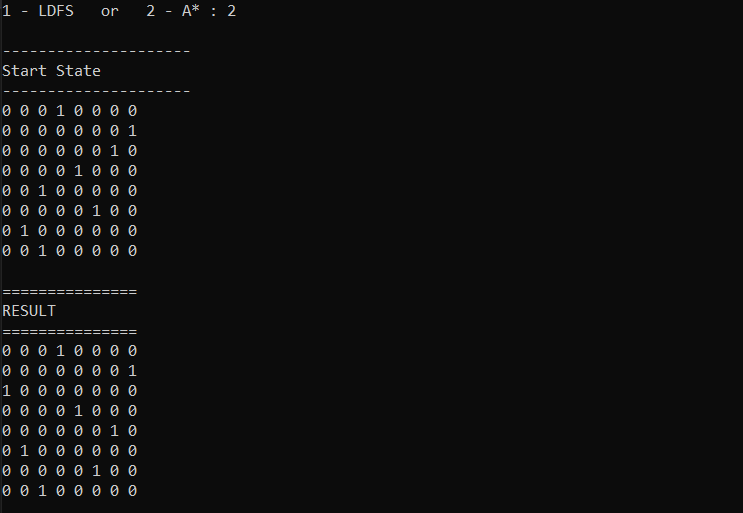 1 - LDFS   or   2 - A* : 2
---------------------
Start State
---------------------
0 0 0 1 0 0 0 0
0 0 0 0 0 0 0 1
0 0 0 0 0 0 1 0
0 0 0 0 1 0 0 0
0 0 1 0 0 0 0 0
0 0 0 0 0 1 0 0
0 1 0 0 0 0 0 0
0 0 1 0 0 0 0 0
===============
RESULT
===============
0 0 0 1 0 0 0 0
0 0 0 0 0 0 0 1
1 0 0 0 0 0 0 0
0 0 0 0 1 0 0 0
0 0 0 0 0 0 1 0
0 1 0 0 0 0 0 0
0 0 0 0 0 1 0 0
0 0 1 0 0 0 0 0